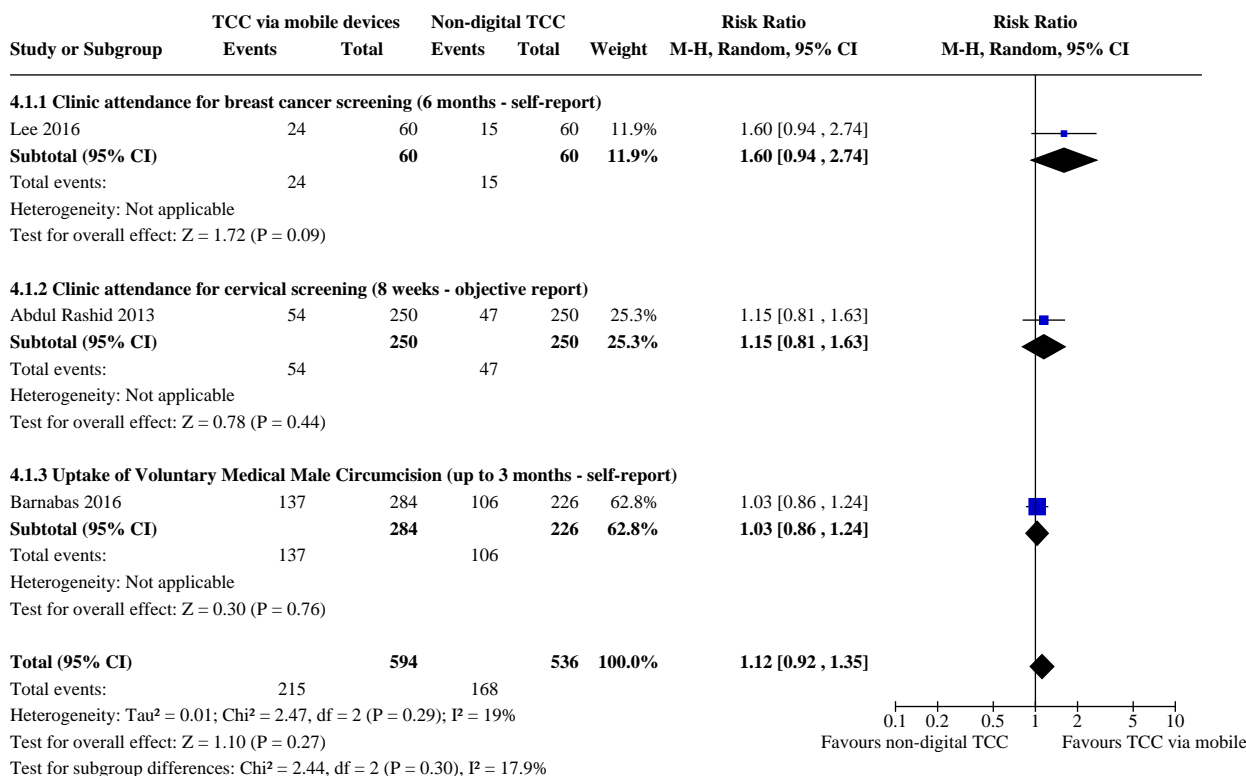 TCC via mobile devices Non-digital TCC Risk Ratio Risk Ratio
Study or Subgroup Events Total Events Total Weight M-H, Random, 95% CI M-H, Random, 95% CI
4.1.1 Clinic attendance for breast cancer screening (6 months - self-report)
Lee 2016 24 60 15 60 11.9% 1.60 [0.94 , 2.74]
Subtotal (95% CI) 60 60 11.9% 1.60 [0.94 , 2.74]
Total events: 24 15
Heterogeneity: Not applicable
Test for overall effect: Z = 1.72 (P = 0.09)
4.1.2 Clinic attendance for cervical screening (8 weeks - objective report)
Abdul Rashid 2013 54 250 47 250 25.3% 1.15 [0.81 , 1.63]
Subtotal (95% CI) 250 250 25.3% 1.15 [0.81 , 1.63]
Total events: 54 47
Heterogeneity: Not applicable
Test for overall effect: Z = 0.78 (P = 0.44)
4.1.3 Uptake of Voluntary Medical Male Circumcision (up to 3 months - self-report)
Barnabas 2016 137 284 106 226 62.8% 1.03 [0.86 , 1.24]
Subtotal (95% CI) 284 226 62.8% 1.03 [0.86 , 1.24]
Total events: 137 106
Heterogeneity: Not applicable
Test for overall effect: Z = 0.30 (P = 0.76)
Total (95% CI) 594 536 100.0% 1.12 [0.92 , 1.35]
Total events: 215 168
Heterogeneity: Tau² = 0.01; Chi² = 2.47, df = 2 (P = 0.29); I² = 19%
0.1 0.2 0.5 1 2 5 10
Test for overall effect: Z = 1.10 (P = 0.27)
Favours non-digital TCC Favours TCC via mobile
Test for subgroup differences: Chi² = 2.44, df = 2 (P = 0.30), I² = 17.9%